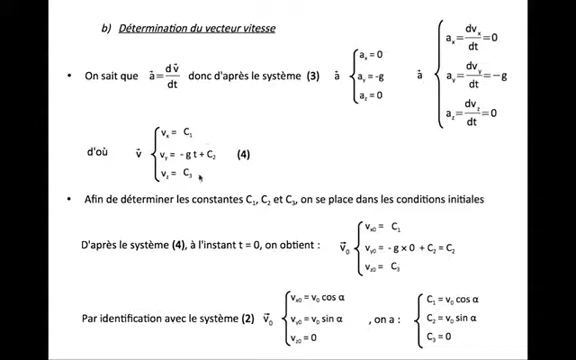 b) Détermination du vecteur vitesse
• On sait que a⃗ = dv⃗/dt donc d'après le système (3) a⃗ { aₓ = 0 ; a_y = -g ; a_z = 0 a⃗ { aₓ = dvₓ/dt = 0 ; a_y = dv_y/dt = -g ; a_z = dv_z/dt = 0
d'où v⃗ { vₓ = C₁ ; v_y = - g t + C₂ ; v_z = C₃ (4)
• Afin de déterminer les constantes C₁, C₂ et C₃, on se place dans les conditions initiales
D'après le système (4), à l'instant t = 0, on obtient : v⃗₀ { vₓ₀ = C₁ ; v_y₀ = - g × 0 + C₂ = C₂ ; v_z₀ = C₃
Par identification avec le système (2) v⃗₀ { vₓ₀ = v₀ cos α ; v_y₀ = v₀ sin α ; v_z₀ = 0 , on a : { C₁ = v₀ cos α ; C₂ = v₀ sin α ; C₃ = 0